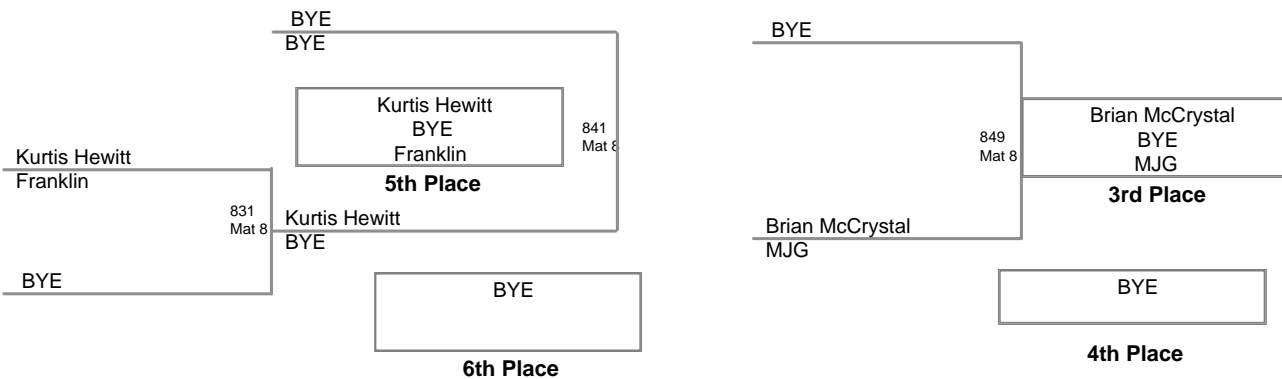 BYE
BYE
Kurtis Hewitt
BYE
Franklin
5th Place
841
Mat 8
Kurtis Hewitt
Franklin
831
Mat 8
Kurtis Hewitt
BYE
BYE
BYE
6th Place
BYE
849
Mat 8
Brian McCrystal
BYE
MJG
3rd Place
Brian McCrystal
MJG
BYE
4th Place